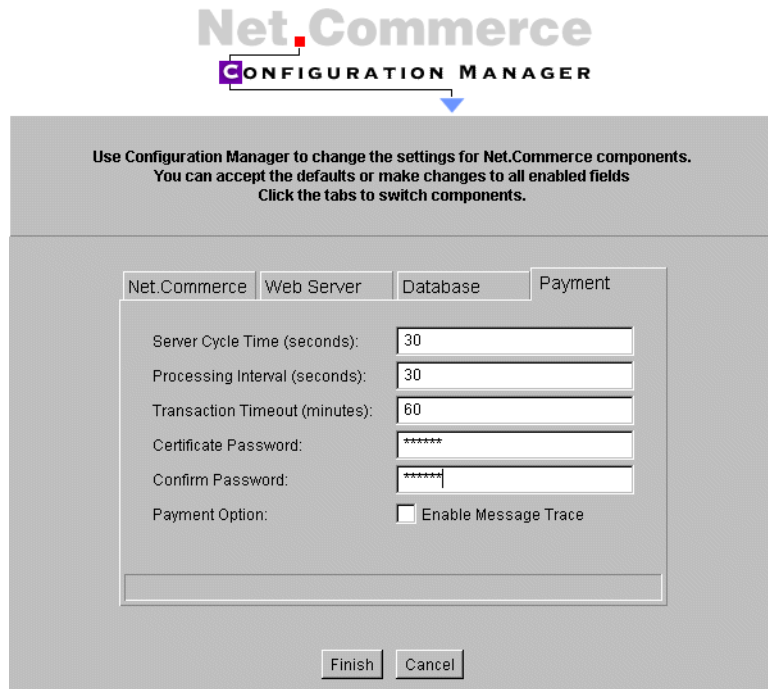 Net.Commerce
CONFIGURATION MANAGER
Use Configuration Manager to change the settings for Net.Commerce components.
You can accept the defaults or make changes to all enabled fields
Click the tabs to switch components.
Net.Commerce Web Server Database Payment
Server Cycle Time (seconds): 30
Processing Interval (seconds): 30
Transaction Timeout (minutes): 60
Certificate Password: ******
Confirm Password: ******
Payment Option: Enable Message Trace
Finish Cancel